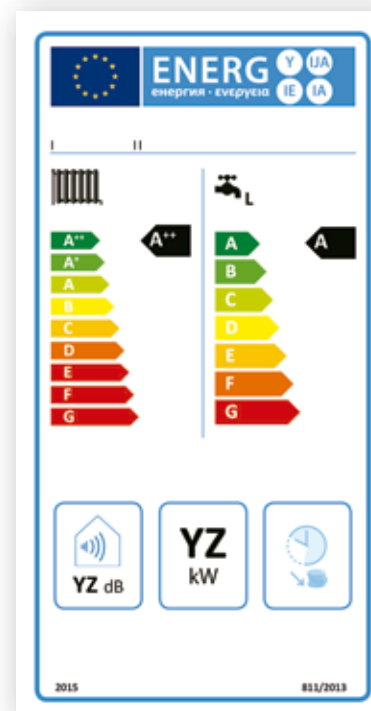 ENERG Y IJA
енергия · ενεργεια IE IA
I II
L
A++ A++ A A
A+ B
A C
B D
C E
D F
E G
F
G
YZ dB
YZ
kW
2015 811/2013